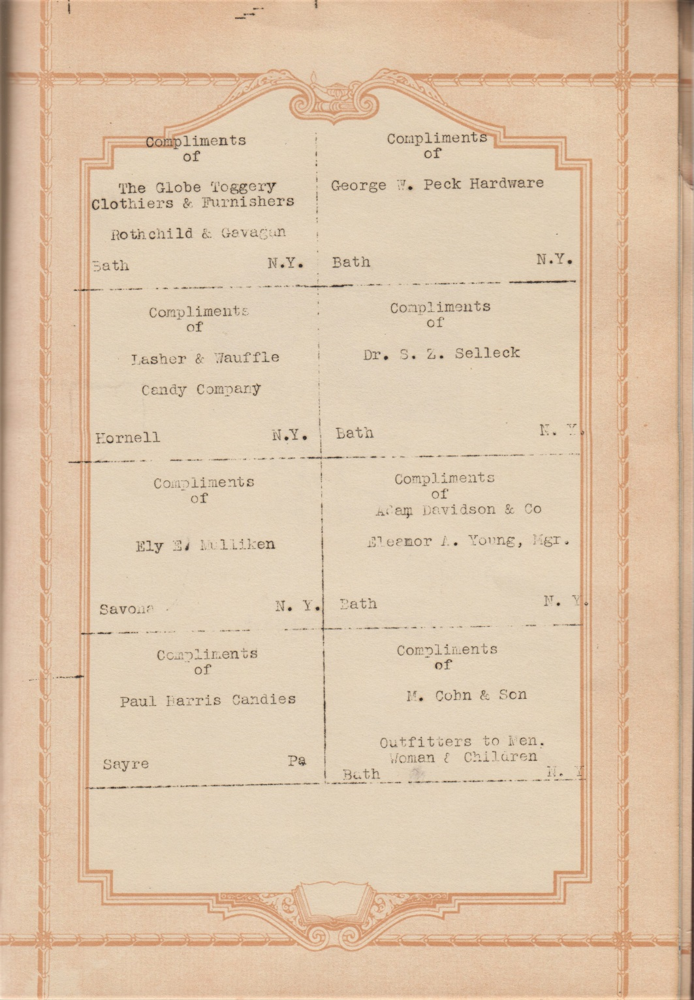 Compliments
of
The Globe Toggery
Clothiers & Furnishers
Rothchild & Gavagan
Bath N.Y.
Compliments
of
George W. Peck Hardware
Bath N.Y.
Compliments
of
Lasher & Wauffle
Candy Company
Hornell N.Y.
Compliments
of
Dr. S. Z. Selleck
Bath N. Y.
Compliments
of
Ely E. Mulliken
Savona N. Y.
Compliments
of
Adam Davidson & Co
Eleanor A. Young, Mgr.
Bath N. Y.
Compliments
of
Paul Harris Candies
Sayre Pa
Compliments
of
M. Cohn & Son
Outfitters to Men.
Woman & Children
Bath N. Y